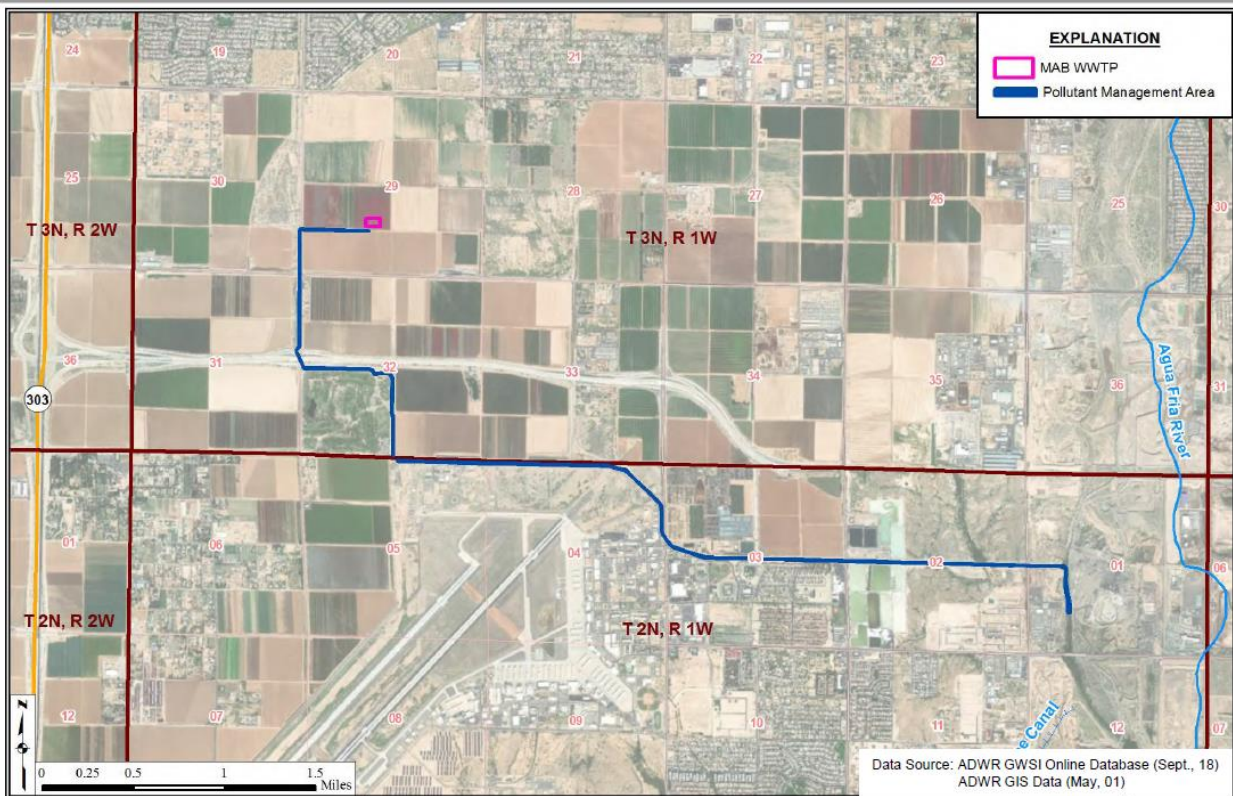 EXPLANATION
MAB WWTP
Pollutant Management Area
24
19
20
21
22
23
25
30
29
28
27
26
25
30
T 3N, R 2W
T 3N, R 1W
36
31
32
33
34
35
36
31
303
Agua Fria River
01
06
05
04
03
02
01
06
T 2N, R 2W
T 2N, R 1W
12
07
08
09
10
11
12
07
Canal
N
0 0.25 0.5 1 1.5
Miles
Data Source: ADWR GWSI Online Database (Sept., 18)
ADWR GIS Data (May, 01)